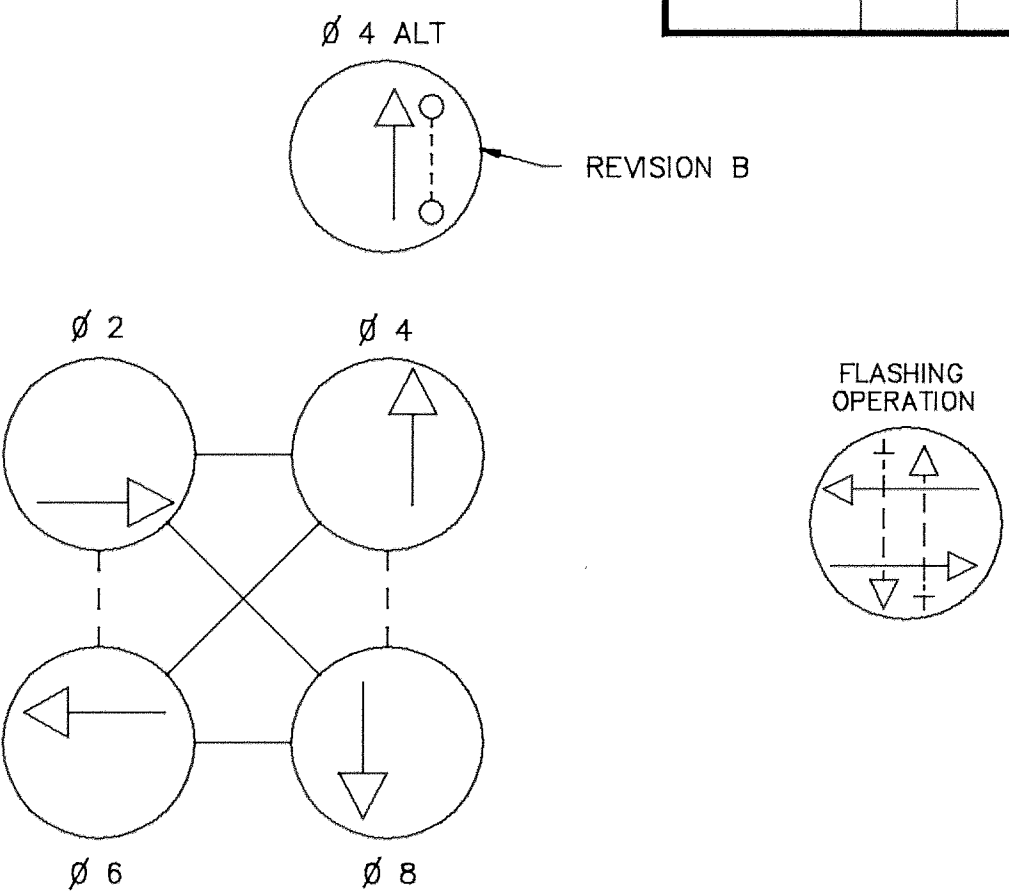 Ø 4 ALT
REVISION B
Ø 2
Ø 4
FLASHING
OPERATION
Ø 6
Ø 8